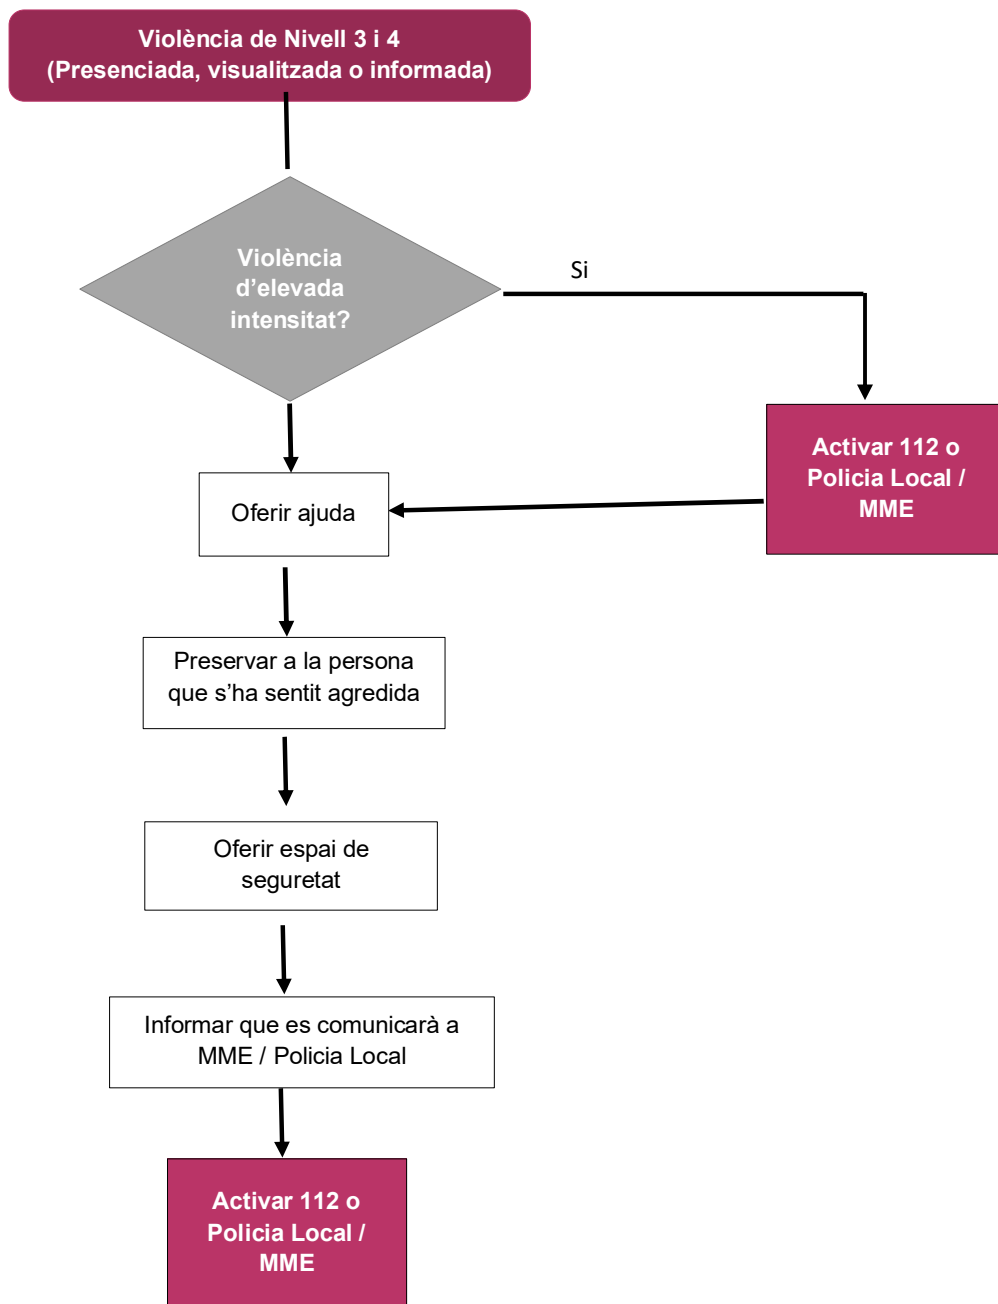 Violència de Nivell 3 i 4
(Presenciada, visualitzada o informada)
Violència
d’elevada
intensitat?
Si
Activar 112 o
Policia Local /
MME
Oferir ajuda
Preservar a la persona
que s’ha sentit agredida
Oferir espai de
seguretat
Informar que es comunicarà a
MME / Policia Local
Activar 112 o
Policia Local /
MME